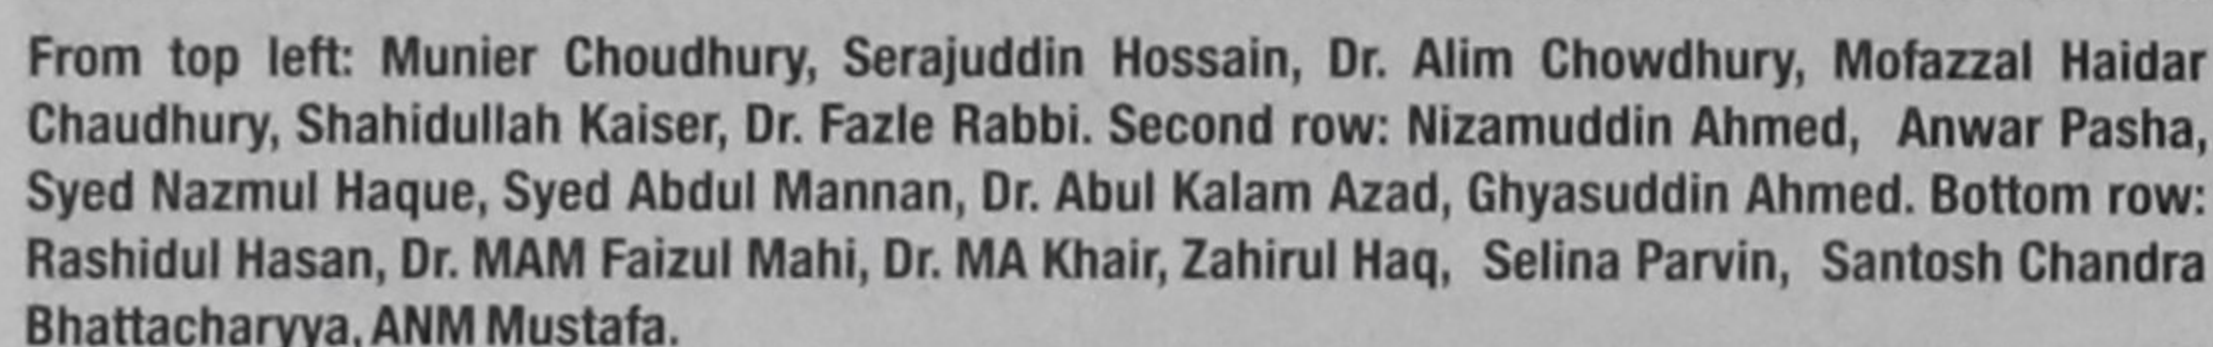 From top left: Munier Choudhury, Serajuddin Hossain, Dr. Alim Chowdhury, Mofazzal Haidar
Chaudhury, Shahidullah Kaiser, Dr. Fazle Rabbi. Second row: Nizamuddin Ahmed, Anwar Pasha,
Syed Nazmul Haque, Syed Abdul Mannan, Dr. Abul Kalam Azad, Ghyasuddin Ahmed. Bottom row:
Rashidul Hasan, Dr. MAM Faizul Mahi, Dr. MA Khair, Zahirul Haq, Selina Parvin, Santosh Chandra
Bhattacharyya, ANM Mustafa.